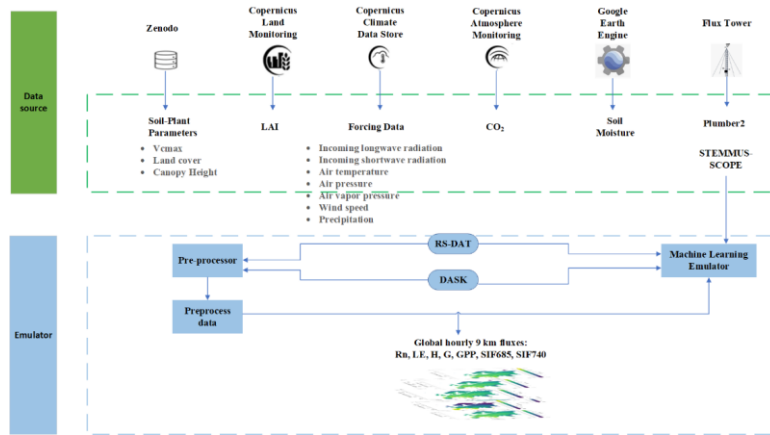 Zenodo
Copernicus
Land
Monitoring
Copernicus
Climate
Data Store
Copernicus
Atmosphere
Monitoring
Google
Earth
Engine
Flux Tower
Data
source
Soil-Plant
Parameters
• Vcmax
• Land cover
• Canopy Height
LAI
Forcing Data
• Incoming longwave radiation
• Incoming shortwave radiation
• Air temperature
• Air pressure
• Air vapor pressure
• Wind speed
• Precipitation
CO₂
Soil
Moisture
Plumber2
STEMMUS-
SCOPE
Emulator
Pre-processor
Preprocess
data
RS-DAT
DASK
Machine Learning
Emulator
Global hourly 9 km fluxes:
Rn, LE, H, G, GPP, SIF685, SIF740